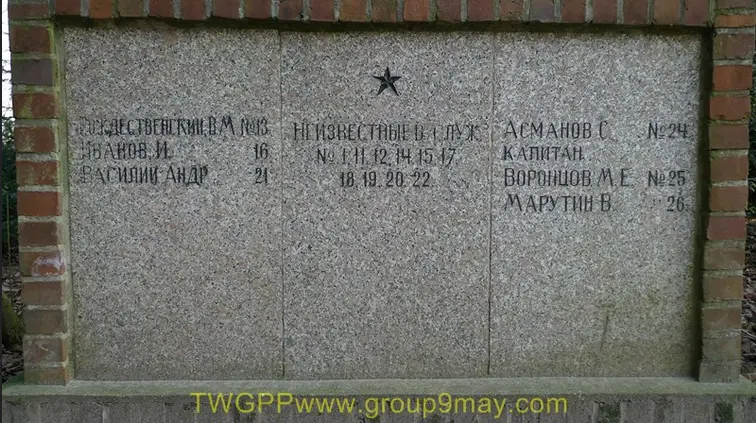 РОЖДЕСТВЕНСКИЙ, В. М. №13
ИВАНОВ, И. 16
ВАСИЛИЙ АНДР. 21
НЕИЗВЕСТНЫЕ В. СЛУЖ.
№ 1, 11, 12, 14, 15, 17,
18, 19, 20, 22.
АСМАНОВ С. №24
КАПИТАН.
ВОРОНЦОВ М. Е. №25
МАРУТИН В. 26.
TWGPPwww.group9may.com